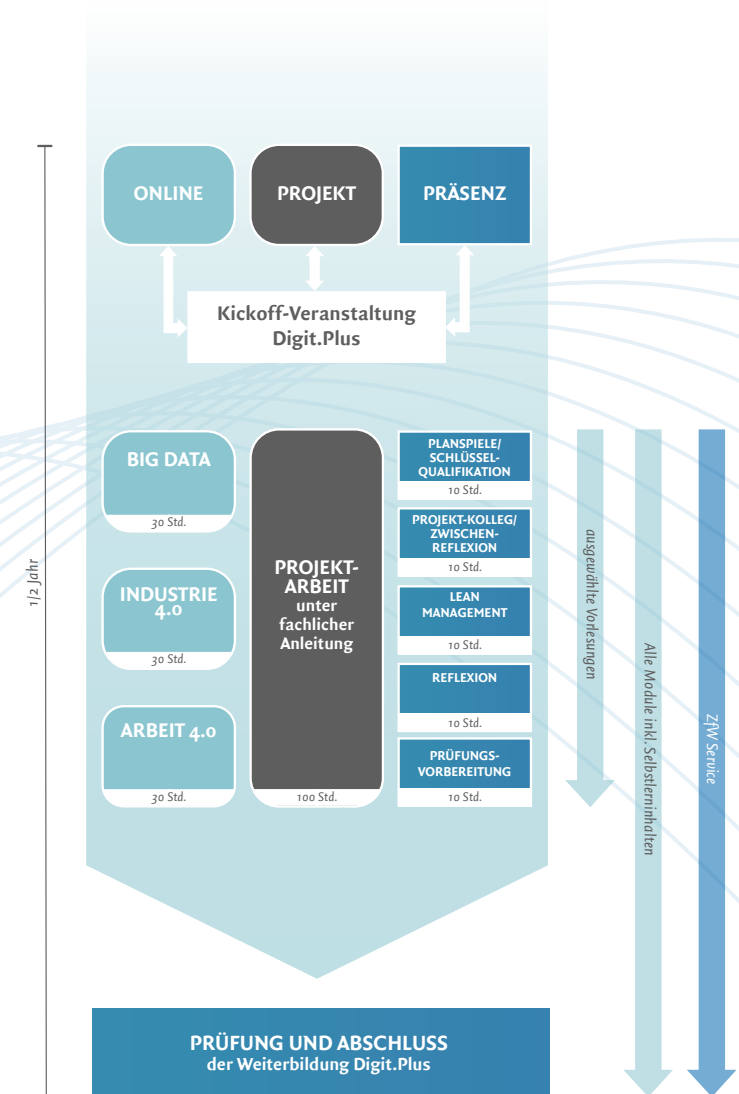 ONLINE
PROJEKT
PRÄSENZ
Kickoff-Veranstaltung
Digit.Plus
1/2 Jahr
BIG DATA
30 Std.
INDUSTRIE
4.0
30 Std.
ARBEIT 4.0
30 Std.
PROJEKT-
ARBEIT
unter
fachlicher
Anleitung
100 Std.
PLANSPIELE/
SCHLÜSSEL-
QUALIFIKATION
10 Std.
PROJEKT-KOLLEG/
ZWISCHEN-
REFLEXION
10 Std.
LEAN
MANAGEMENT
10 Std.
REFLEXION
10 Std.
PRÜFUNGS-
VORBEREITUNG
10 Std.
ausgewählte Vorlesungen
Alle Module inkl. Selbstlerninhalten
ZfW Service
PRÜFUNG UND ABSCHLUSS
der Weiterbildung Digit.Plus